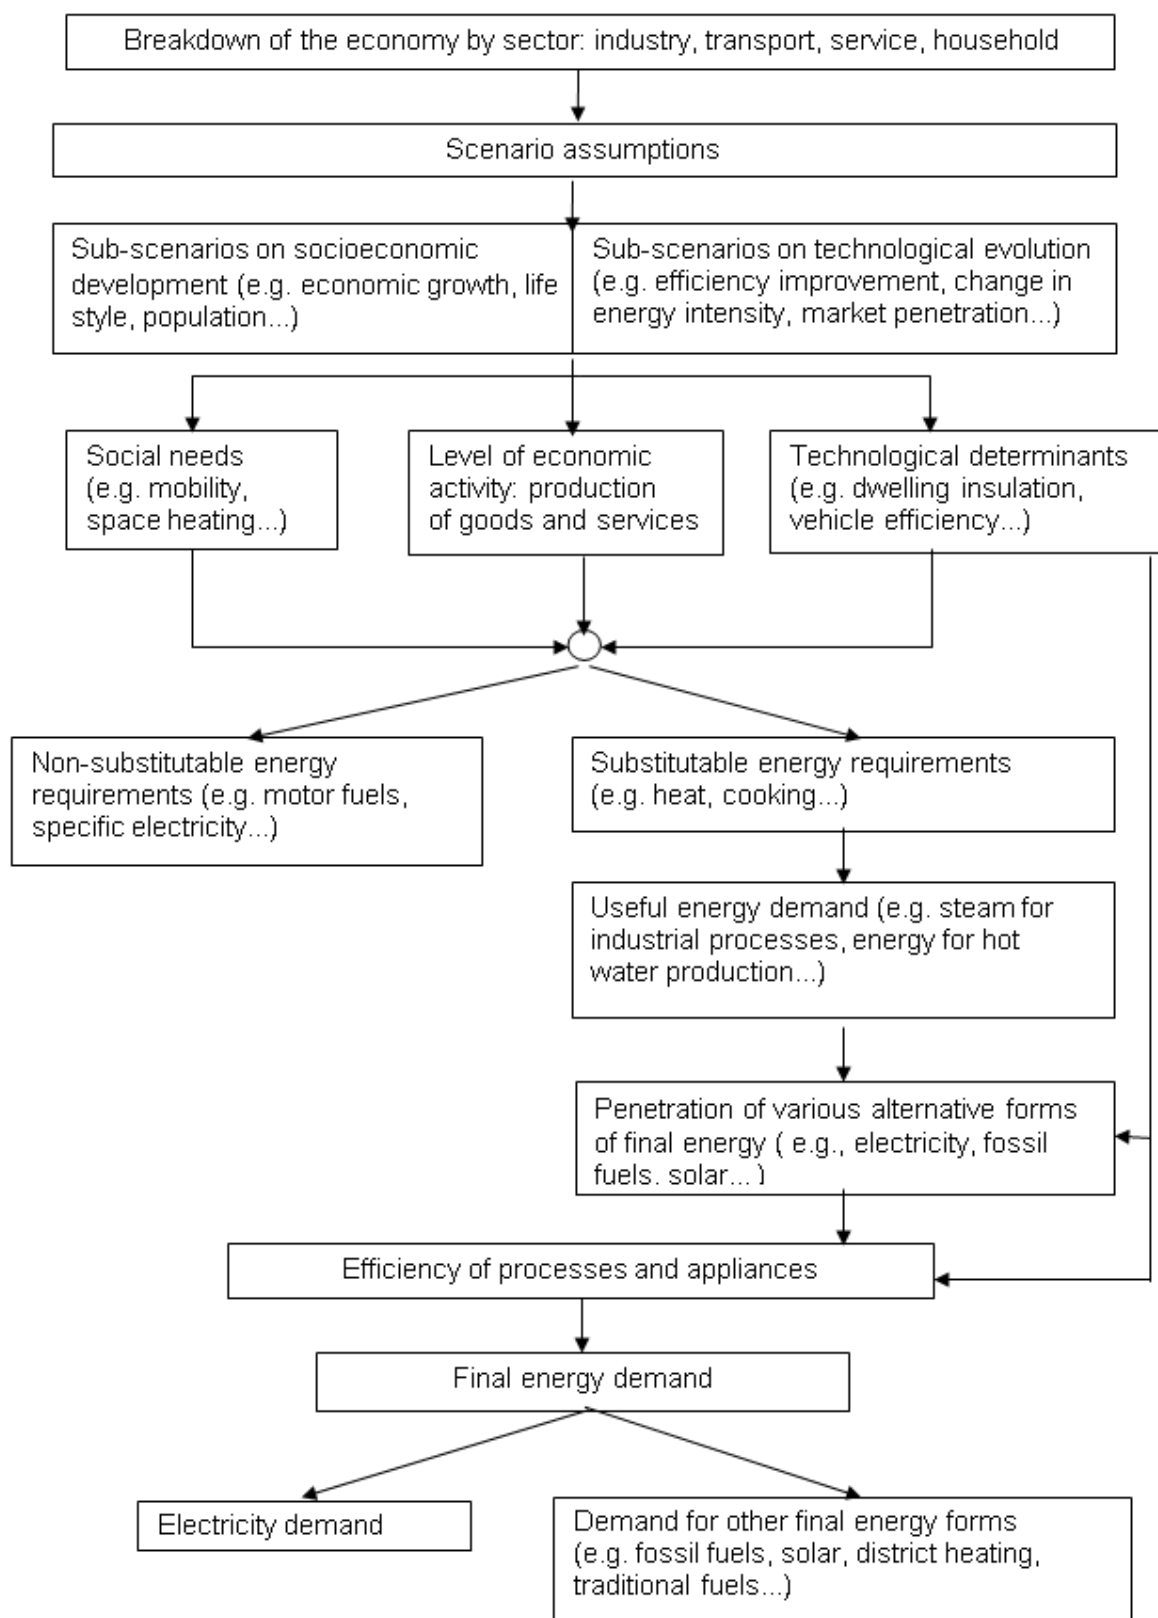 Breakdown of the economy by sector: industry, transport, service, household
Scenario assumptions
Sub-scenarios on socioeconomic
development (e.g. economic growth, life
style, population...)
Sub-scenarios on technological evolution
(e.g. efficiency improvement, change in
energy intensity, market penetration...)
Social needs
(e.g. mobility,
space heating...)
Level of economic
activity: production
of goods and services
Technological determinants
(e.g. dwelling insulation,
vehicle efficiency...)
Non-substitutable energy
requirements (e.g. motor fuels,
specific electricity...)
Substitutable energy requirements
(e.g. heat, cooking...)
Useful energy demand (e.g. steam for
industrial processes, energy for hot
water production...)
Penetration of various alternative forms
of final energy ( e.g., electricity, fossil
fuels, solar... )
Efficiency of processes and appliances
Final energy demand
Electricity demand
Demand for other final energy forms
(e.g. fossil fuels, solar, district heating,
traditional fuels...)